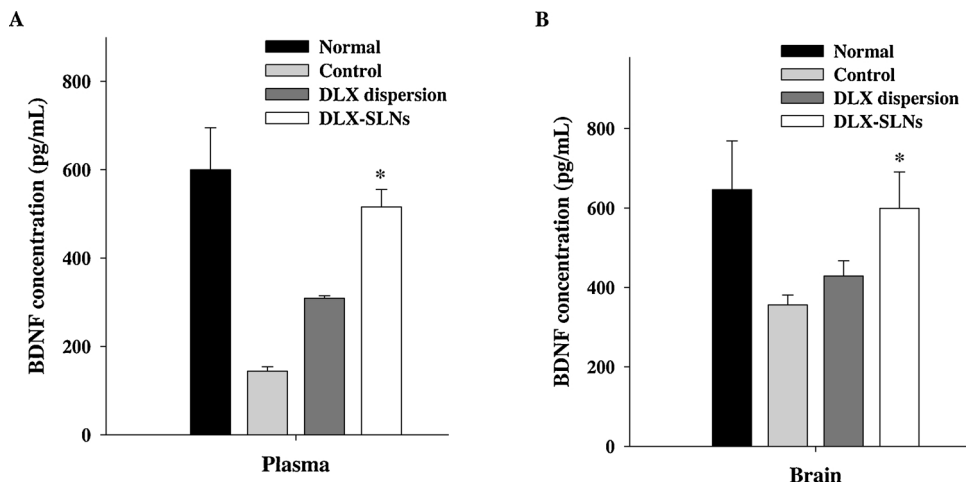 A
Normal
Control
DLX dispersion
DLX-SLNs
BDNF concentration (pg/mL)
800
600
400
200
0
*
Plasma
B
Normal
Control
DLX dispersion
DLX-SLNs
BDNF concentration (pg/mL)
800
600
400
200
0
*
Brain